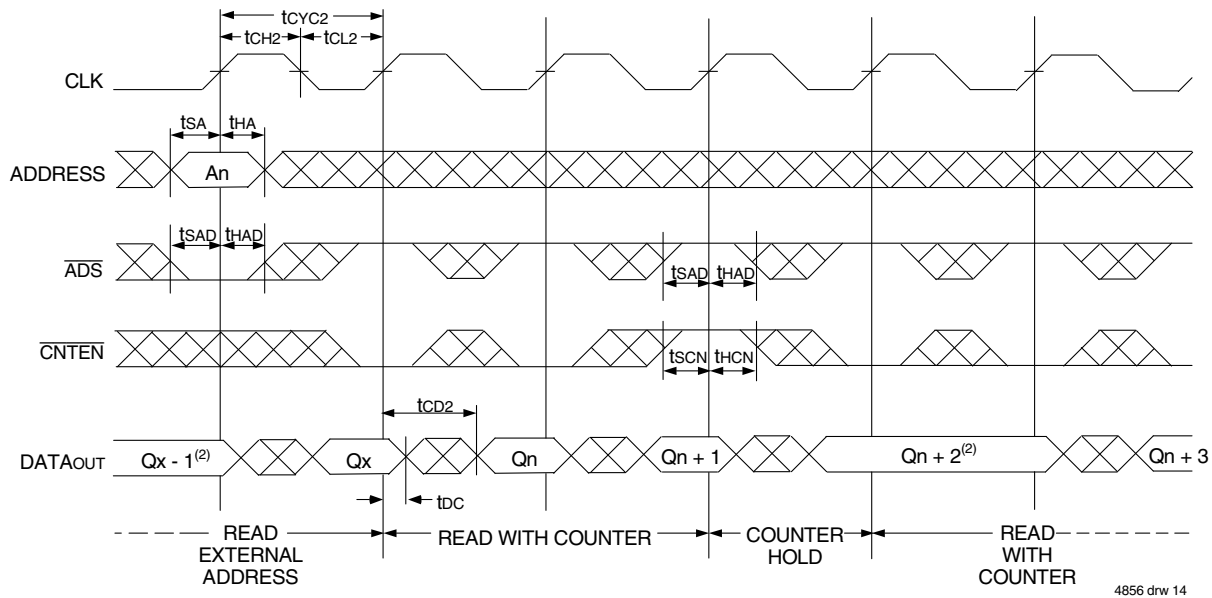 tCYC2
tCH2 tCL2
CLK
tSA tHA
ADDRESS An
tSAD tHAD
ADS
tSAD tHAD
CNTEN
tSCN tHCN
tCD2
DATAOUT Qx - 1(2) Qx Qn Qn + 1 Qn + 2(2) Qn + 3
tDC
READ EXTERNAL ADDRESS
READ WITH COUNTER
COUNTER HOLD
READ WITH COUNTER
4856 drw 14